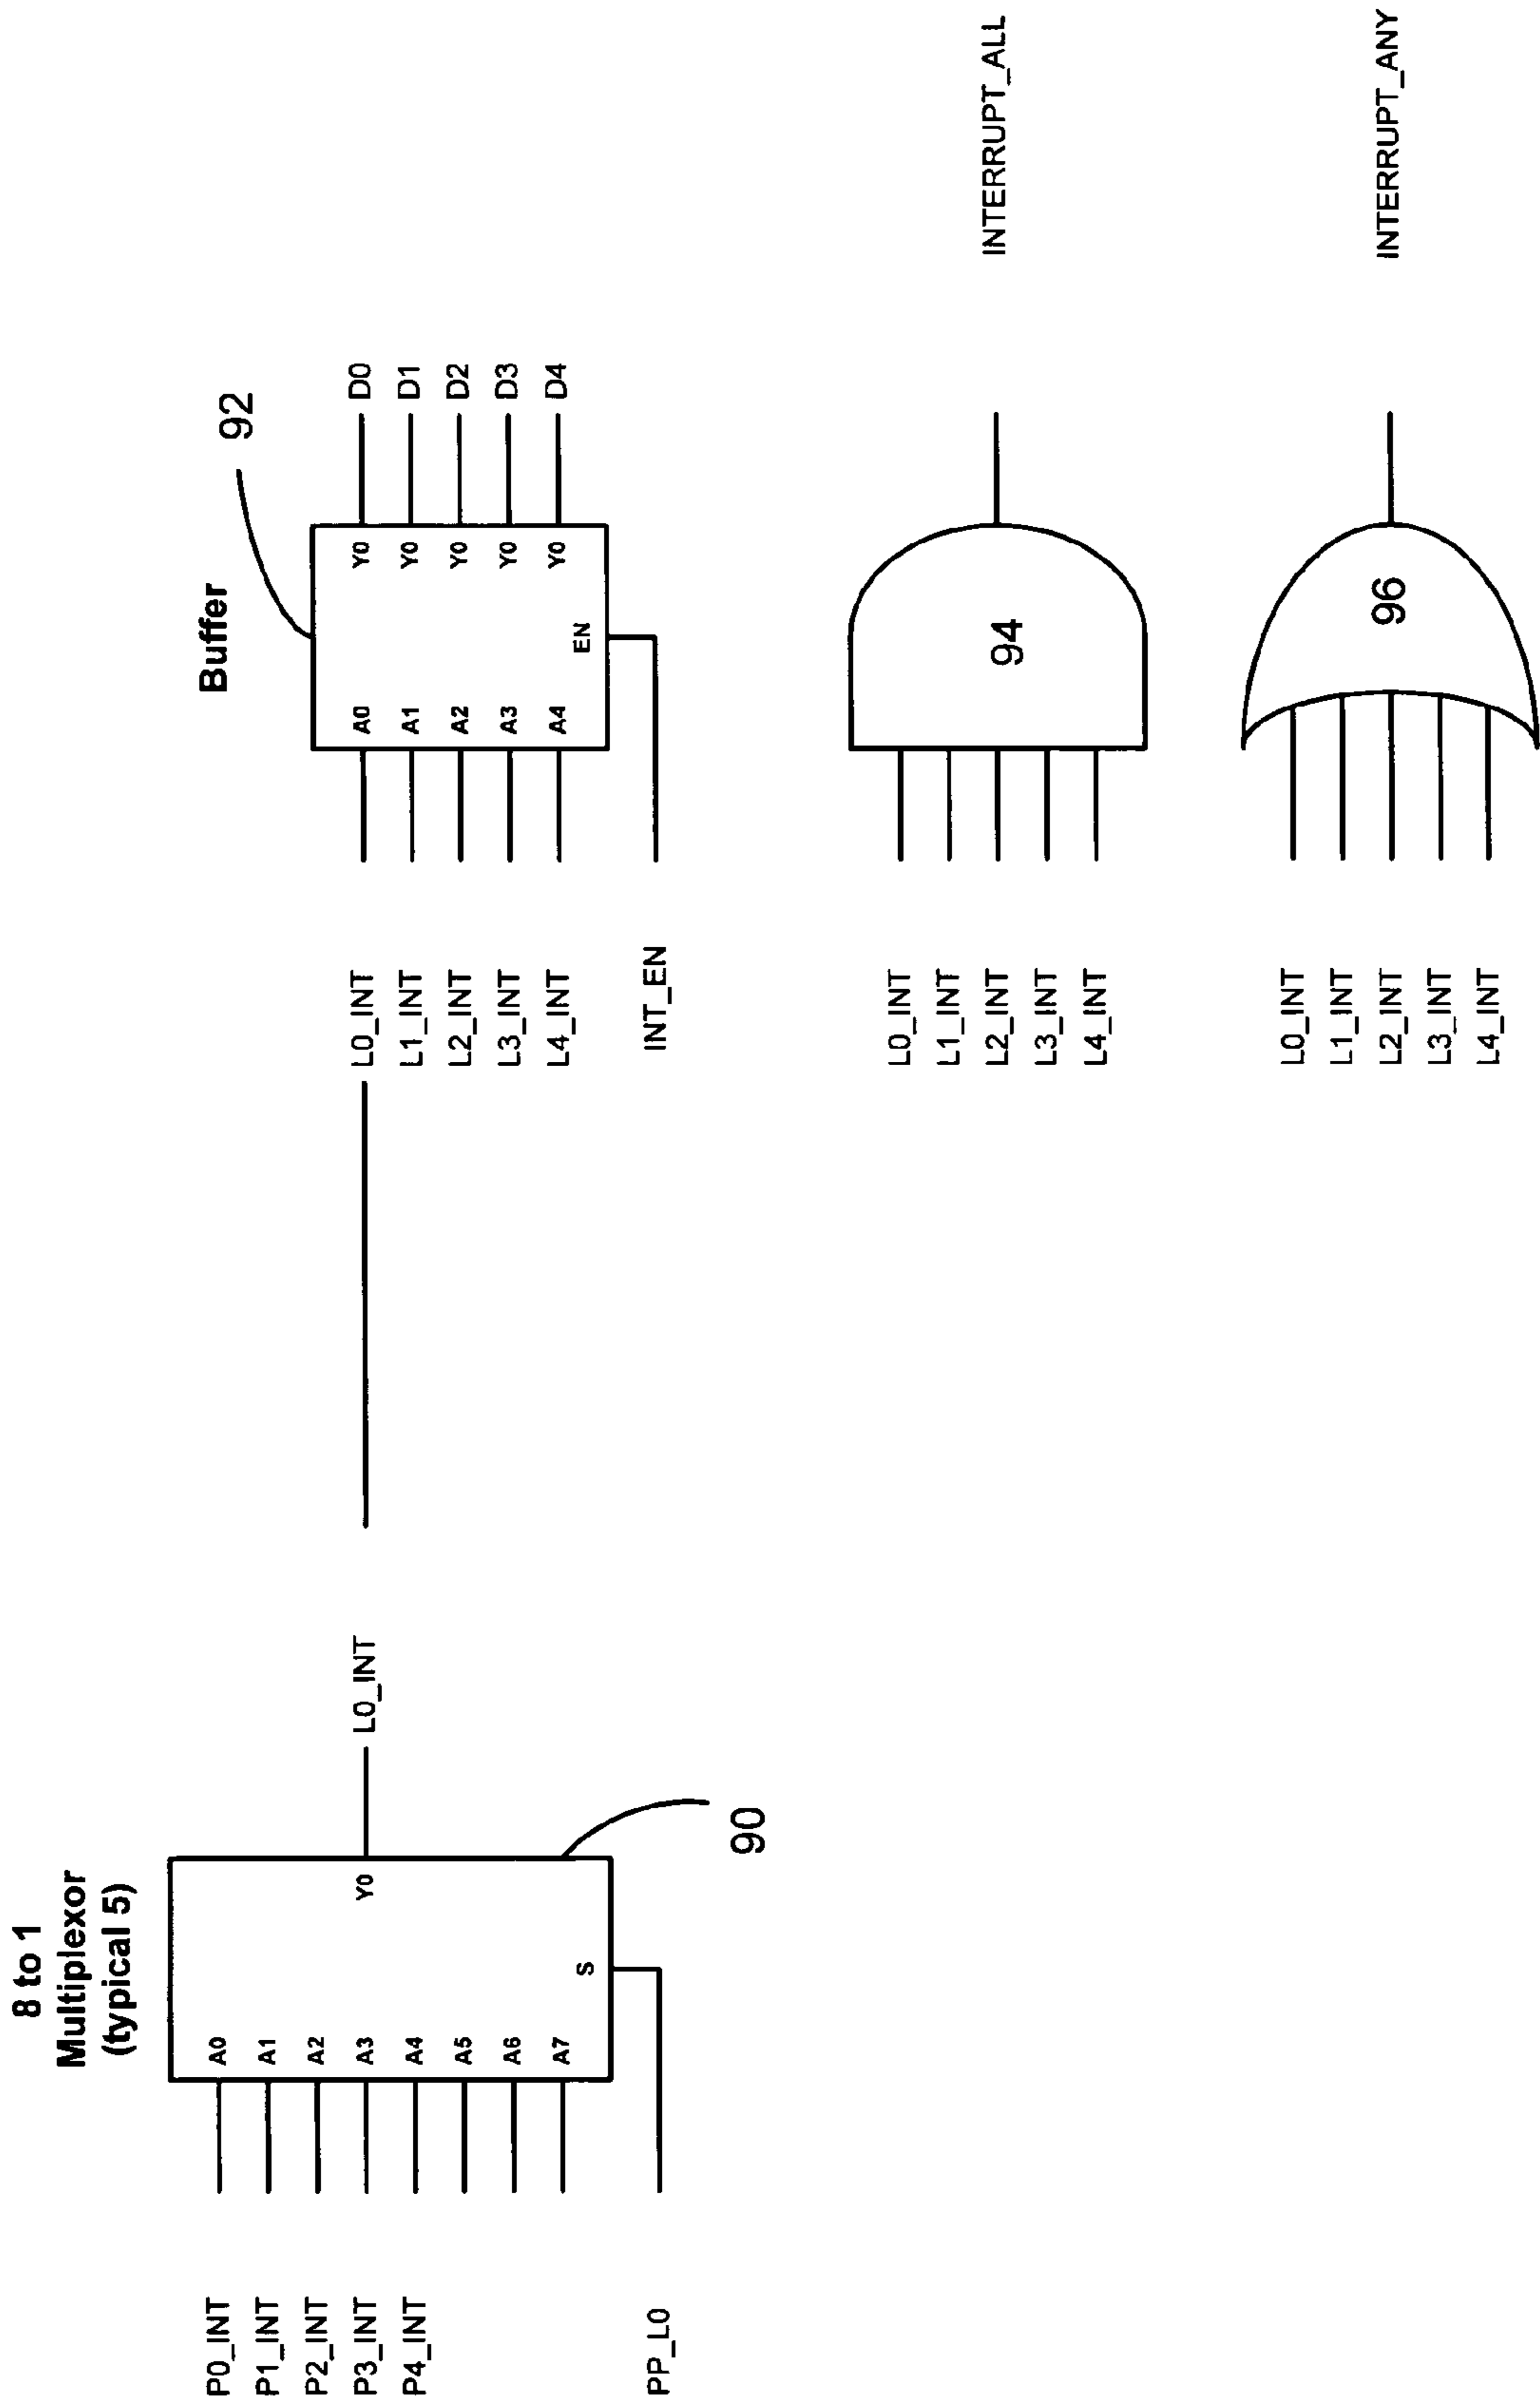 8 to 1
Multiplexor
(typical 5)
P0_INT
P1_INT
P2_INT
P3_INT
P4_INT
PP_L0
A0
A1
A2
A3
A4
A5
A6
A7
S
Y0
90
L0_INT
Buffer
92
L0_INT
L1_INT
L2_INT
L3_INT
L4_INT
INT_EN
A0
A1
A2
A3
A4
EN
Y0
Y0
Y0
Y0
Y0
D0
D1
D2
D3
D4
L0_INT
L1_INT
L2_INT
L3_INT
L4_INT
94
INTERRUPT_ALL
L0_INT
L1_INT
L2_INT
L3_INT
L4_INT
96
INTERRUPT_ANY